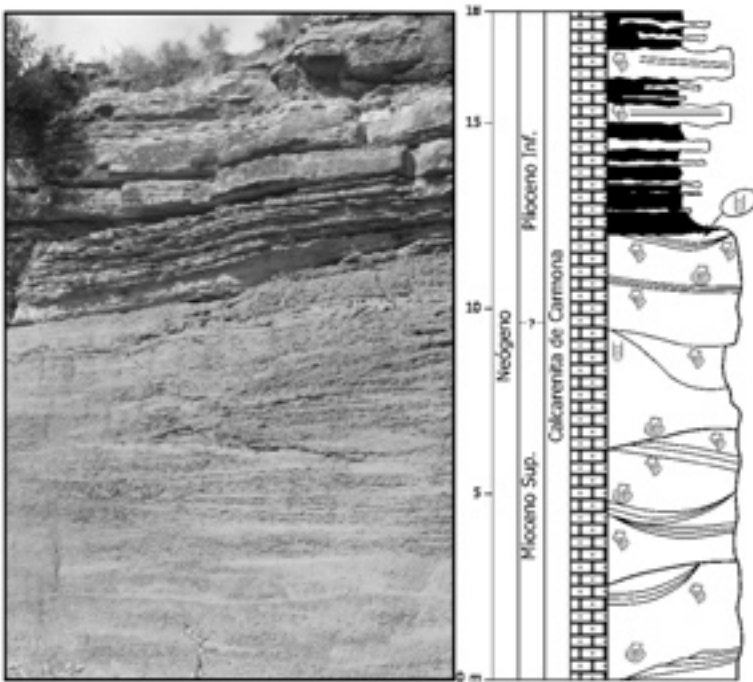 18
15
10
5
0 m
Neógeno
Plioceno Inf.
?
Mioceno Sup.
Calcarenita de Carmona